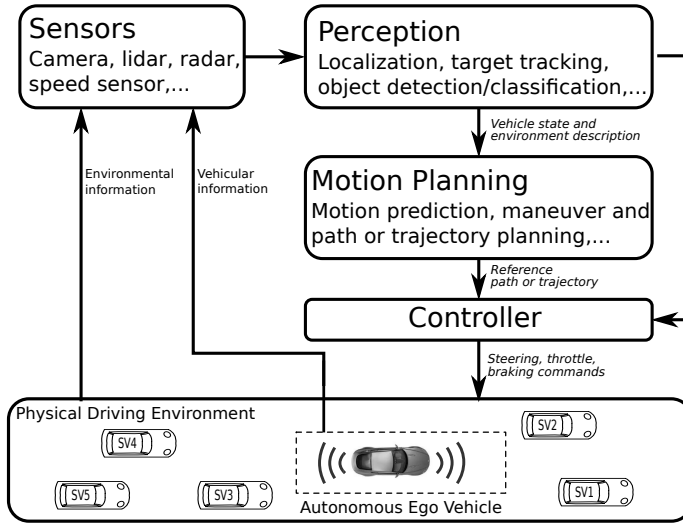 Sensors
Camera, lidar, radar,
speed sensor,...
Perception
Localization, target tracking,
object detection/classification,...
Vehicle state and
environment description
Environmental
information
Vehicular
information
Motion Planning
Motion prediction, maneuver and
path or trajectory planning,...
Reference
path or trajectory
Controller
Steering, throttle,
braking commands
Physical Driving Environment
SV4
SV2
SV5
SV3
SV1
Autonomous Ego Vehicle